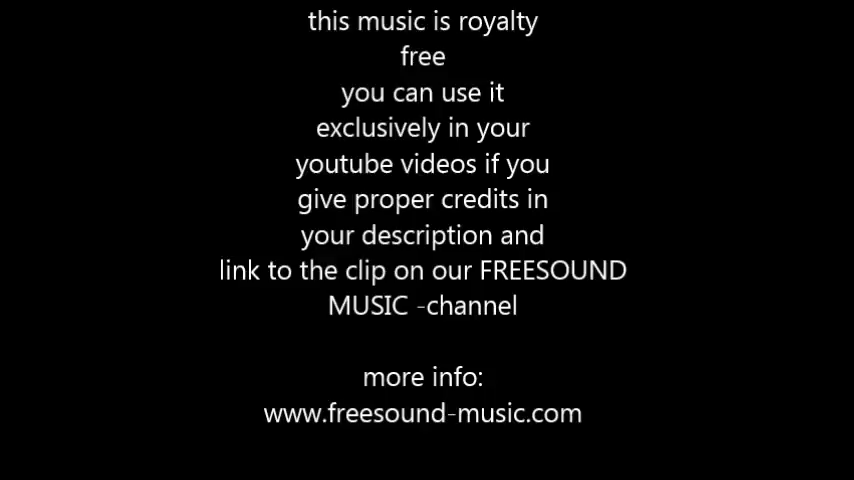 this music is royalty
free
you can use it
exclusively in your
youtube videos if you
give proper credits in
your description and
link to the clip on our FREESOUND
MUSIC -channel
more info:
www.freesound-music.com